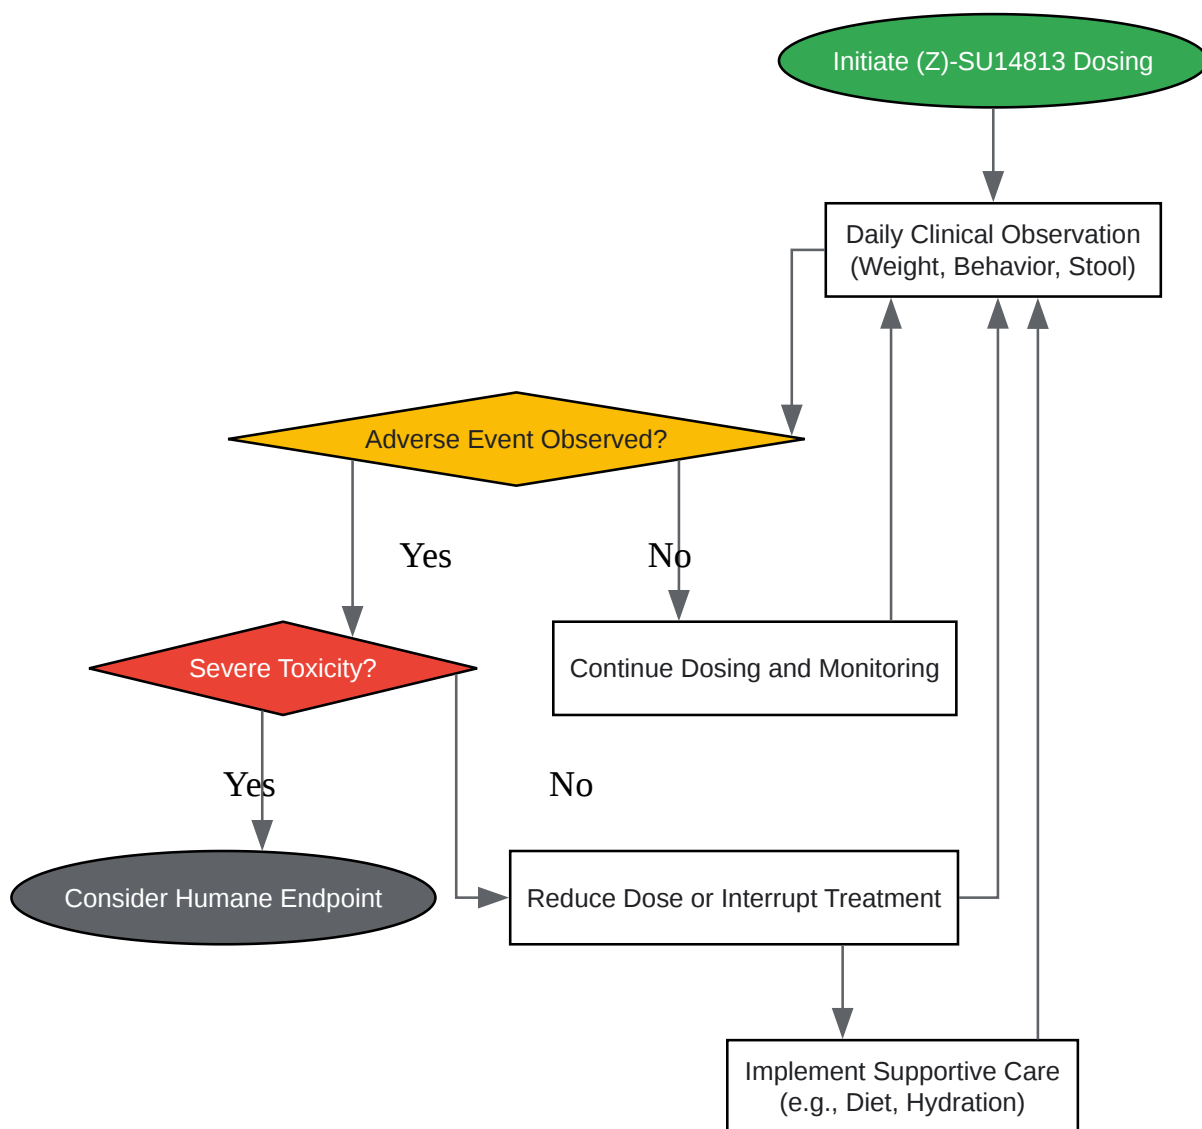 Initiate (Z)-SU14813 Dosing
Daily Clinical Observation
(Weight, Behavior, Stool)
Adverse Event Observed?
Yes
No
Severe Toxicity?
Continue Dosing and Monitoring
Yes
No
Consider Humane Endpoint
Reduce Dose or Interrupt Treatment
Implement Supportive Care
(e.g., Diet, Hydration)